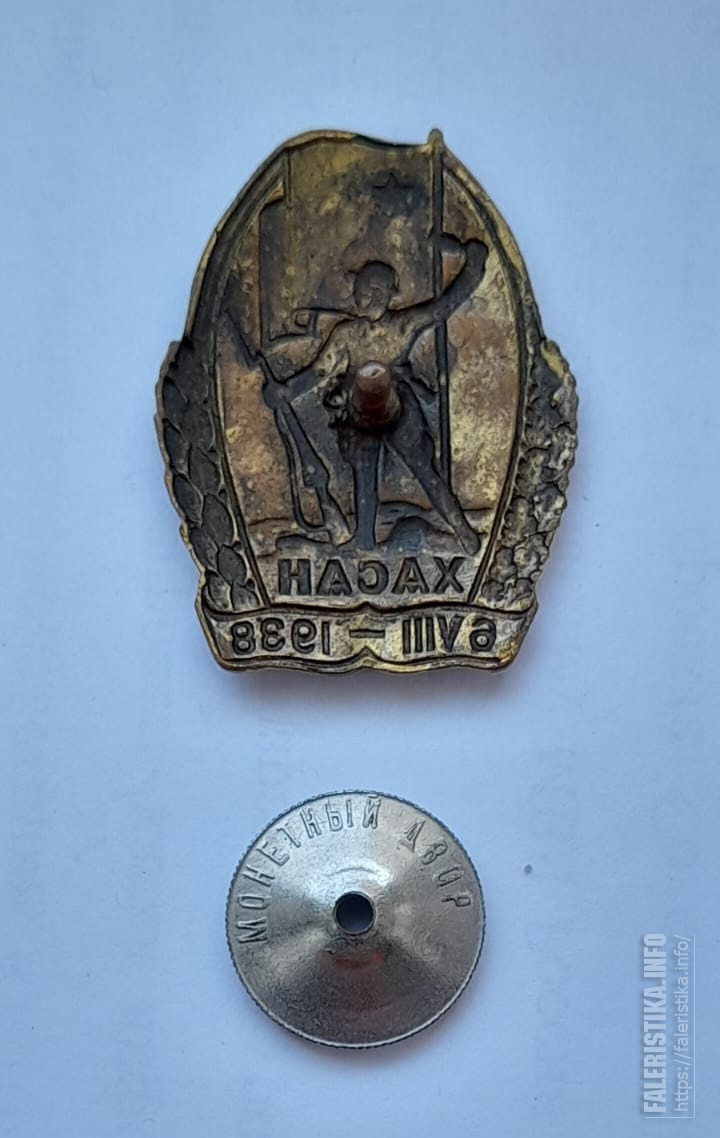 ХАСАН
6 VIII — 1938
МОНЕТНЫЙ ДВОР
FALERISTIKA.INFO
https://faleristika.info/